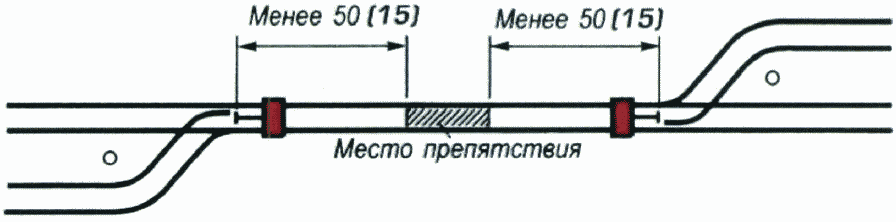 Менее 50 (15) Менее 50 (15)
Место препятствия